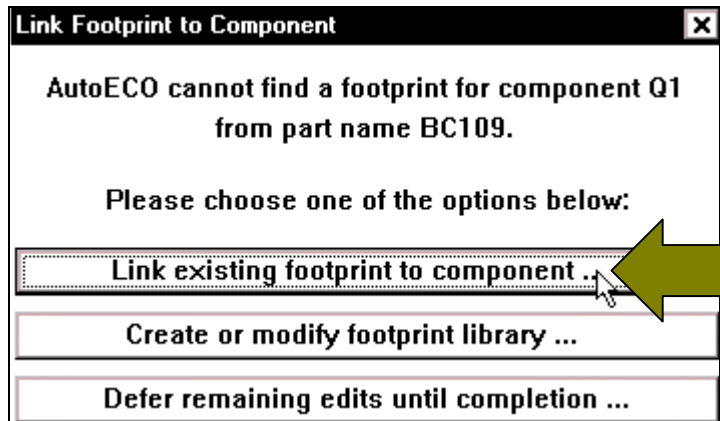 Link Footprint to Component
AutoECO cannot find a footprint for component Q1
from part name BC109.
Please choose one of the options below:
Link existing footprint to component ...
Create or modify footprint library ...
Defer remaining edits until completion ...